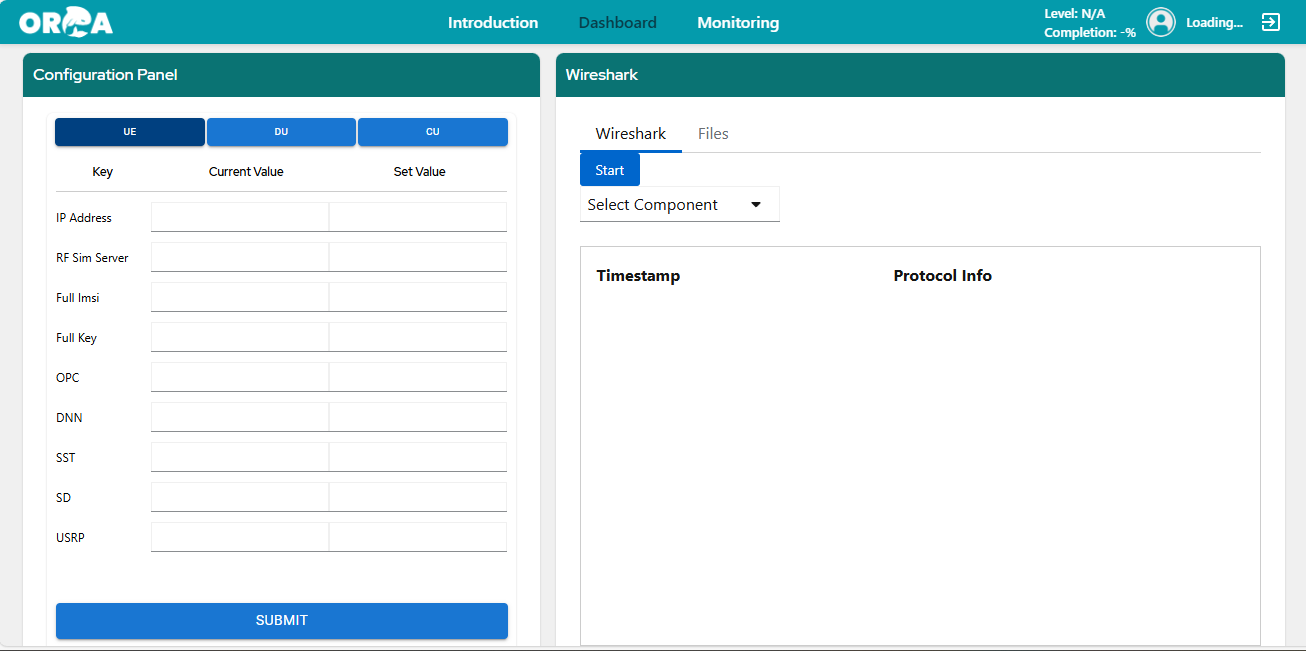 ORCA
Introduction Dashboard Monitoring
Level: N/A
Completion: -%
Loading...
Configuration Panel
UE DU CU
Key Current Value Set Value
IP Address
RF Sim Server
Full Imsi
Full Key
OPC
DNN
SST
SD
USRP
SUBMIT
Wireshark
Wireshark Files
Start
Select Component
Timestamp Protocol Info